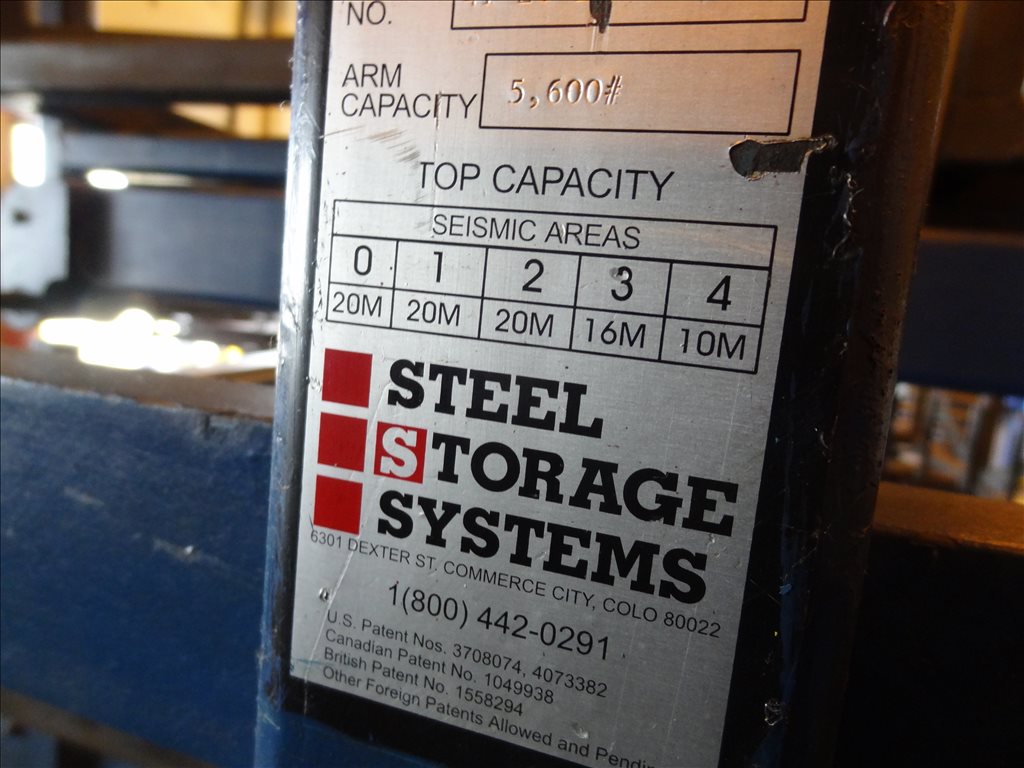 NO.
ARM
CAPACITY
5,600#
TOP CAPACITY
SEISMIC AREAS
0 1 2 3 4
20M 20M 20M 16M 10M
STEEL
STORAGE
SYSTEMS
6301 DEXTER ST. COMMERCE CITY, COLO 80022
1(800) 442-0291
U.S. Patent Nos. 3708074, 4073382
Canadian Patent No. 1049938
British Patent No. 1558294
Other Foreign Patents Allowed and Pendin